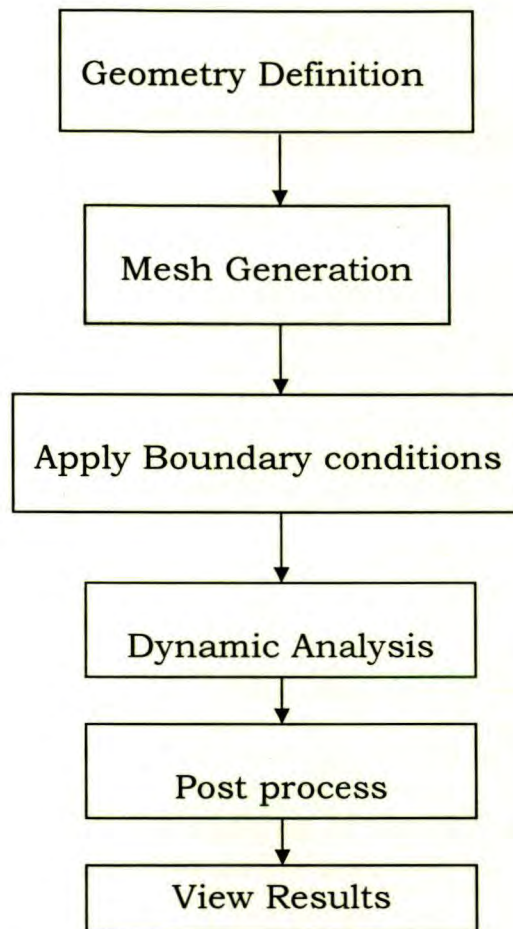 Geometry Definition
Mesh Generation
Apply Boundary conditions
Dynamic Analysis
Post process
View Results